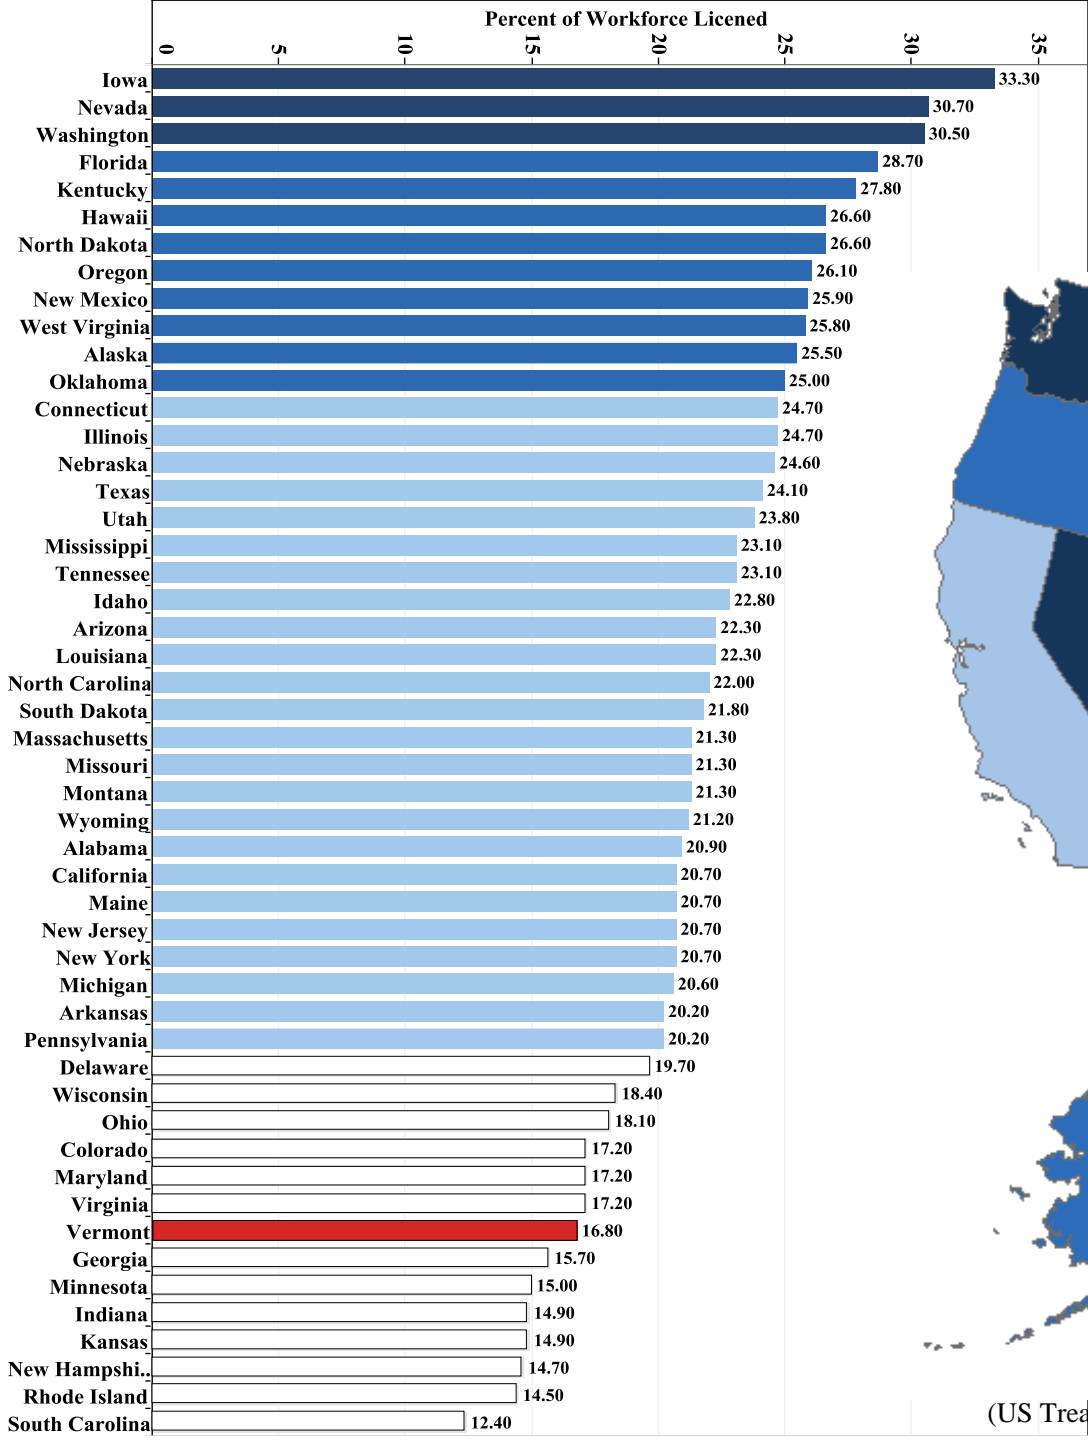 Percent of Workforce Licened
0 5 10 15 20 25 30 35
Iowa 33.30
Nevada 30.70
Washington 30.50
Florida 28.70
Kentucky 27.80
Hawaii 26.60
North Dakota 26.60
Oregon 26.10
New Mexico 25.90
West Virginia 25.80
Alaska 25.50
Oklahoma 25.00
Connecticut 24.70
Illinois 24.70
Nebraska 24.60
Texas 24.10
Utah 23.80
Mississippi 23.10
Tennessee 23.10
Idaho 22.80
Arizona 22.30
Louisiana 22.30
North Carolina 22.00
South Dakota 21.80
Massachusetts 21.30
Missouri 21.30
Montana 21.30
Wyoming 21.20
Alabama 20.90
California 20.70
Maine 20.70
New Jersey 20.70
New York 20.70
Michigan 20.60
Arkansas 20.20
Pennsylvania 20.20
Delaware 19.70
Wisconsin 18.40
Ohio 18.10
Colorado 17.20
Maryland 17.20
Virginia 17.20
Vermont 16.80
Georgia 15.70
Minnesota 15.00
Indiana 14.90
Kansas 14.90
New Hampshi.. 14.70
Rhode Island 14.50
South Carolina 12.40
(US Trea